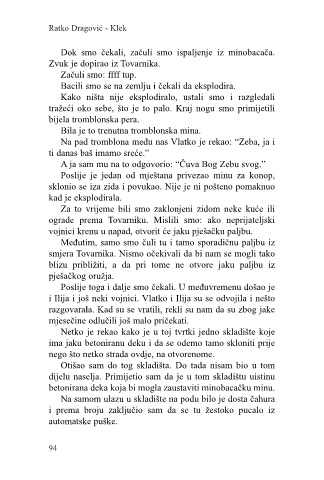 Ratko Dragović - Klek
Dok smo čekali, začuli smo ispaljenje iz minobacača.
Zvuk je dopirao iz Tovarnika.
Začuli smo: ffff tup.
Bacili smo se na zemlju i čekali da eksplodira.
Kako ništa nije eksplodiralo, ustali smo i razgledali
tražeći oko sebe, što je to palo. Kraj nogu smo primijetili
bijela tromblonska pera.
Bila je to trenutna tromblonska mina.
Na pad tromblona među nas Vlatko je rekao: “Zeba, ja i
ti danas baš imamo sreće.”
A ja sam mu na to odgovorio: “Čuva Bog Zebu svog.”
Poslije je jedan od mještana privezao minu za konop,
sklonio se iza zida i povukao. Nije je ni pošteno pomaknuo
kad je eksplodirala.
Za to vrijeme bili smo zaklonjeni zidom neke kuće ili
ograde prema Tovarniku. Mislili smo: ako neprijateljski
vojnici krenu u napad, otvorit će jaku pješačku paljbu.
Međutim, samo smo čuli tu i tamo sporadičnu paljbu iz
smjera Tovarnika. Nismo očekivali da bi nam se mogli tako
blizu približiti, a da pri tome ne otvore jaku paljbu iz
pješačkog oružja.
Poslije toga i dalje smo čekali. U međuvremenu došao je
i Ilija i još neki vojnici. Vlatko i Ilija su se odvojila i nešto
razgovarala. Kad su se vratili, rekli su nam da su zbog jake
mjesečine odlučili još malo pričekati.
Netko je rekao kako je u toj tvrtki jedno skladište koje
ima jaku betoniranu deku i da se odemo tamo skloniti prije
nego što netko strada ovdje, na otvorenome.
Otišao sam do tog skladišta. Do tada nisam bio u tom
dijelu naselja. Primijetio sam da je u tom skladištu uistinu
betonirana deka koja bi mogla zaustaviti minobacačku minu.
Na samom ulazu u skladište na podu bilo je dosta čahura
i prema broju zaključio sam da se tu žestoko pucalo iz
automatske puške.
94